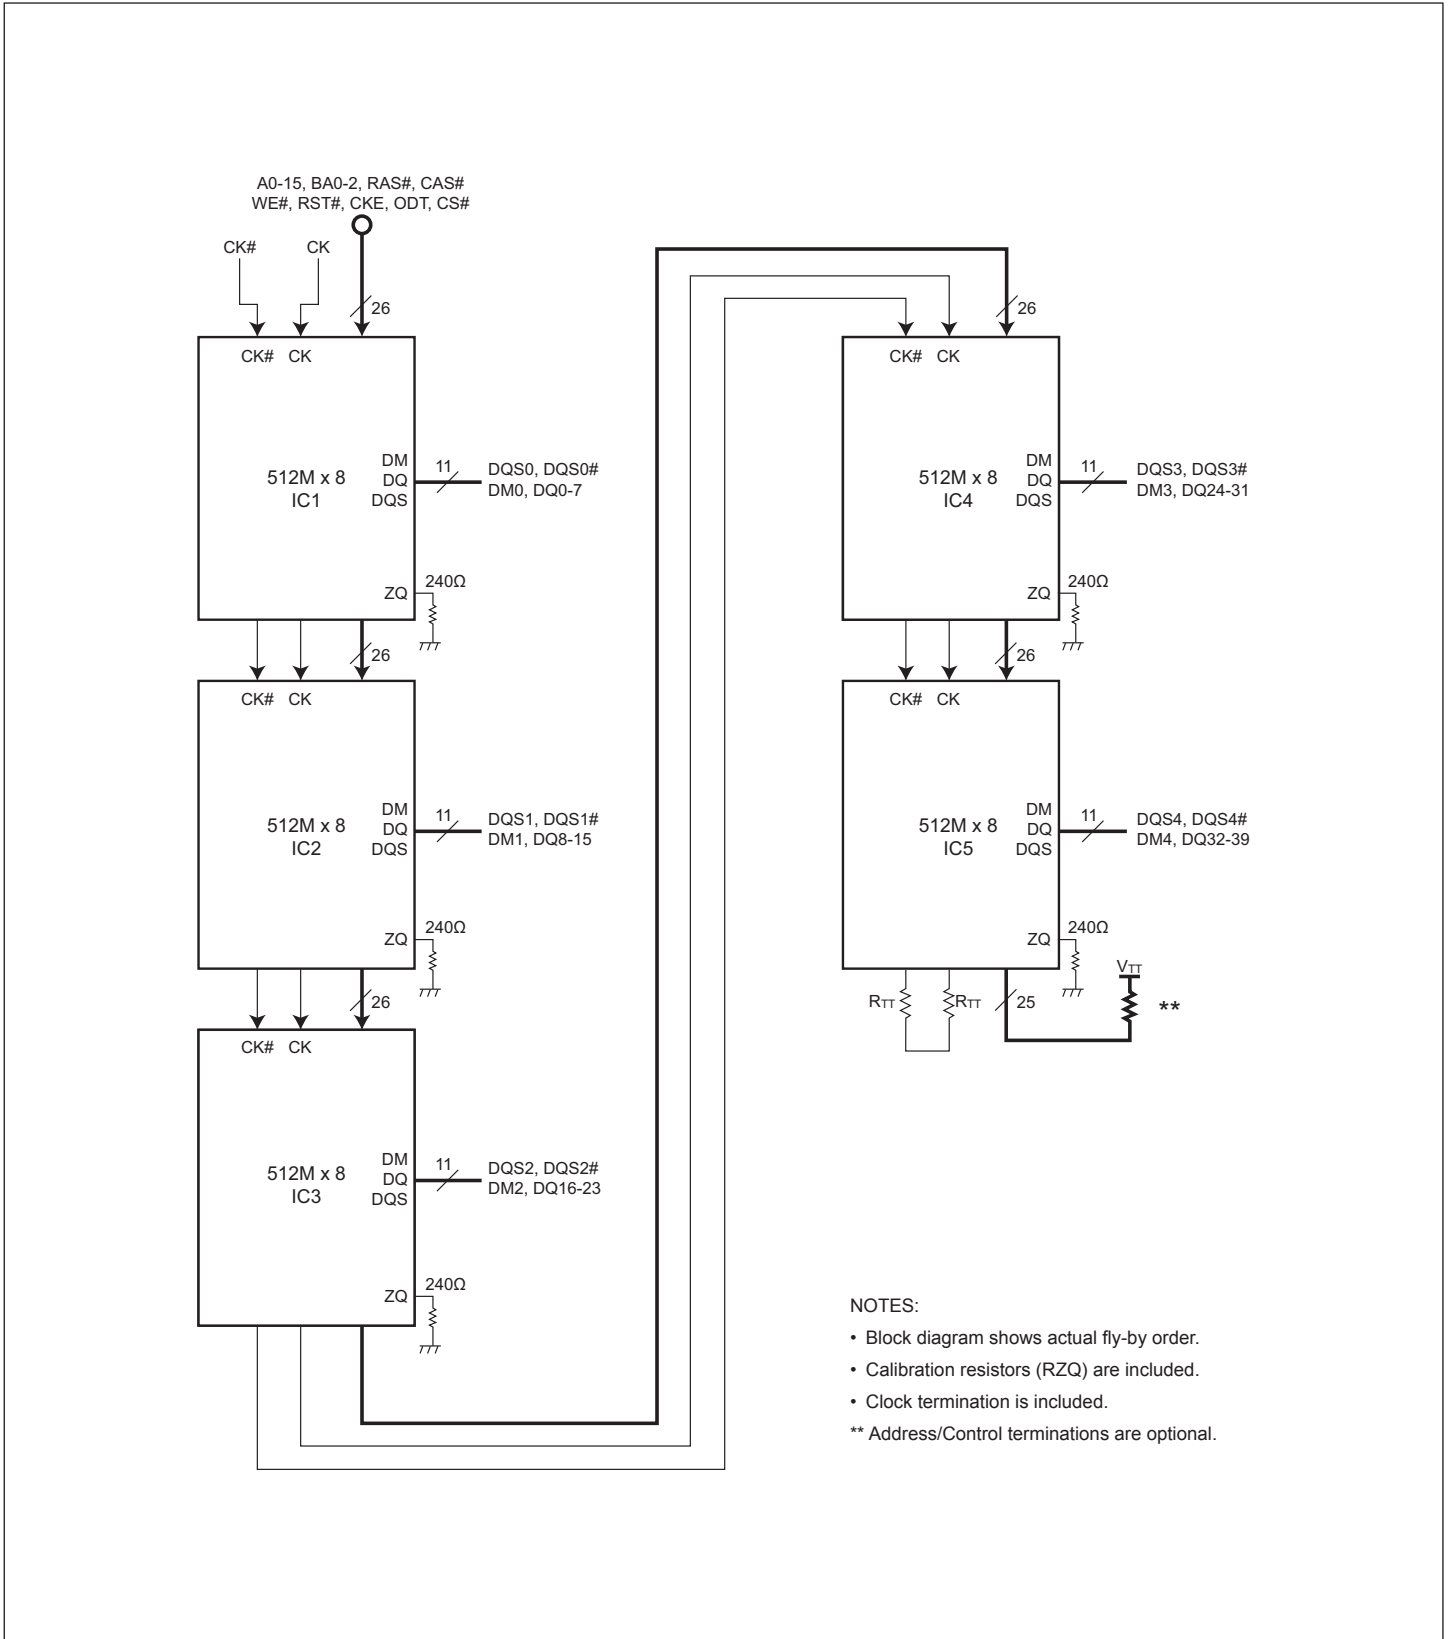 A0-15, BA0-2, RAS#, CAS#
WE#, RST#, CKE, ODT, CS#
CK#
CK
26
CK# CK
512M x 8
IC1
DM
DQ
DQS
11
DQS0, DQS0#
DM0, DQ0-7
ZQ
240Ω
26
CK# CK
512M x 8
IC2
DM
DQ
DQS
11
DQS1, DQS1#
DM1, DQ8-15
ZQ
240Ω
26
CK# CK
512M x 8
IC3
DM
DQ
DQS
11
DQS2, DQS2#
DM2, DQ16-23
ZQ
240Ω
26
CK# CK
512M x 8
IC4
DM
DQ
DQS
11
DQS3, DQS3#
DM3, DQ24-31
ZQ
240Ω
26
CK# CK
512M x 8
IC5
DM
DQ
DQS
11
DQS4, DQS4#
DM4, DQ32-39
ZQ
240Ω
RTT
RTT
25
VTT
**
NOTES:
• Block diagram shows actual fly-by order.
• Calibration resistors (RZQ) are included.
• Clock termination is included.
** Address/Control terminations are optional.